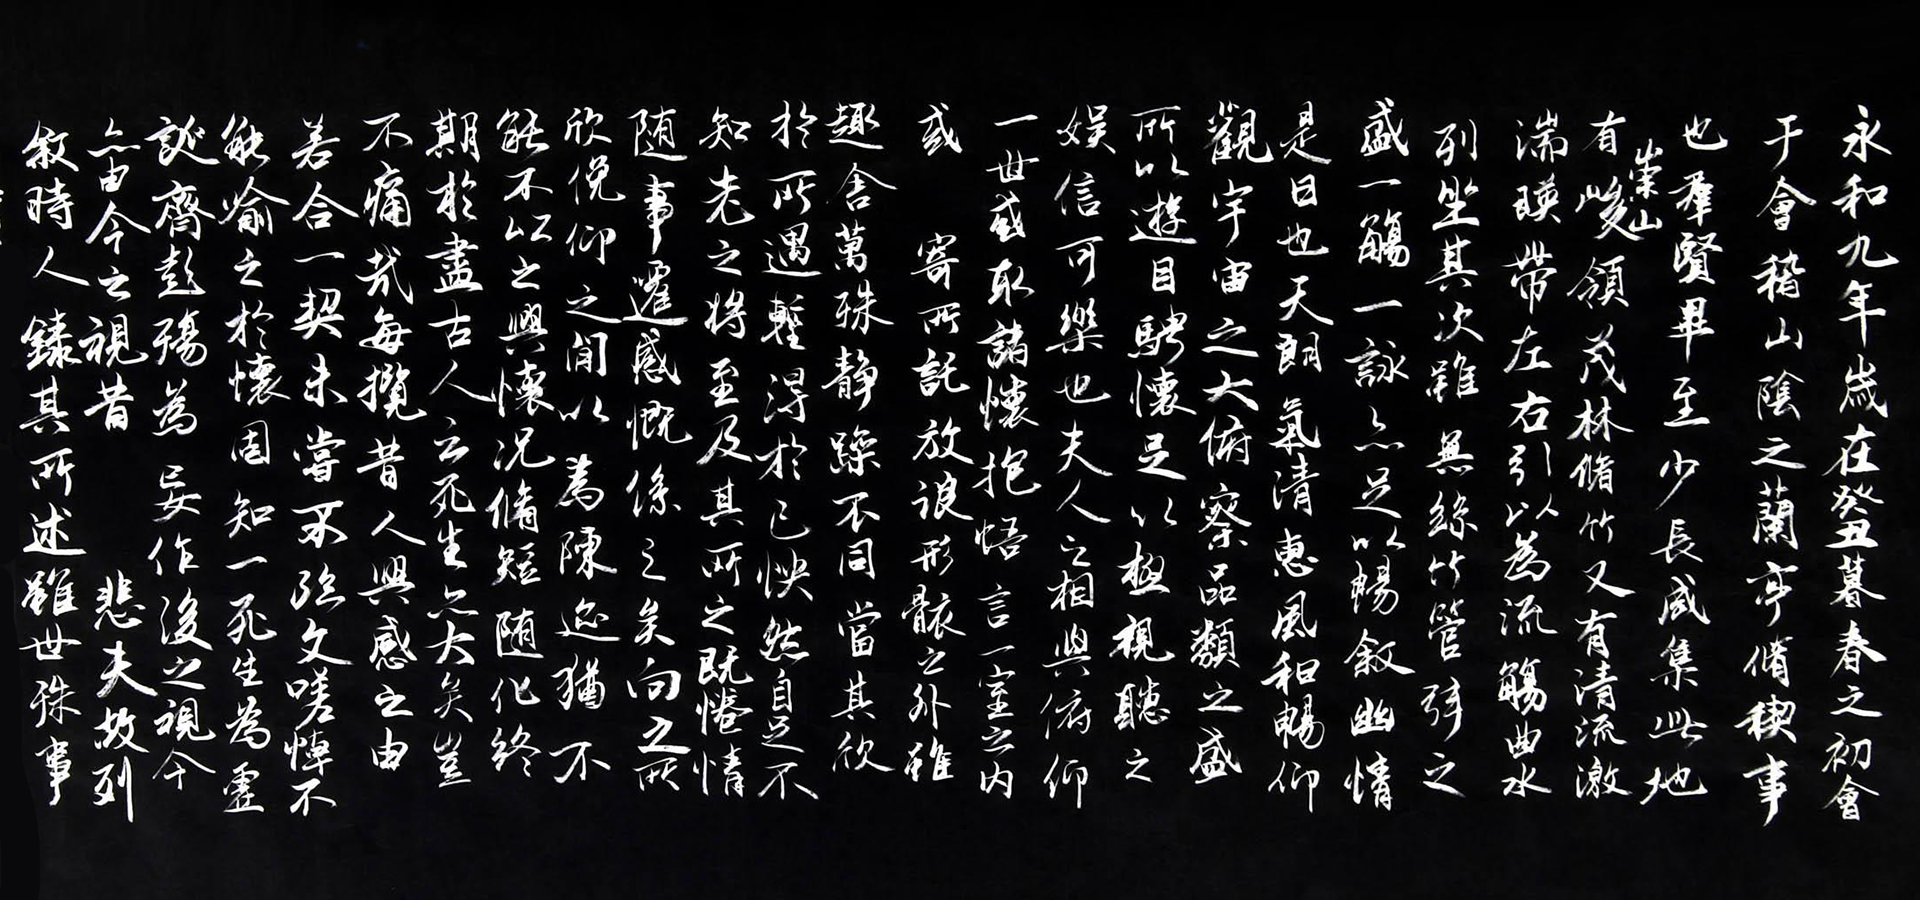 永和九年歲在癸丑暮春之初會
于會稽山陰之蘭亭脩禊事
也羣賢畢至少長咸集此地
有崇山峻領茂林脩竹又有清流激
湍暎帶左右引以為流觴曲水
列坐其次雖無絲竹管弦之
盛一觴一詠亦足以暢敘幽情
是日也天朗氣清惠風和暢仰
觀宇宙之大俯察品類之盛
所以遊目騁懷足以極視聽之
娛信可樂也夫人之相與俯仰
一世或取諸懷抱悟言一室之內
或寄所託放浪形骸之外雖
趣舍萬殊靜躁不同當其欣
於所遇蹔得於己怏然自足不
知老之將至及其所之既惓情
隨事遷感慨係之矣向之所
欣俛仰之閒以為陳迹猶不
能不以之興懷況脩短隨化終
期於盡古人云死生亦大矣豈
不痛哉每攬昔人興感之由
若合一契未嘗不臨文嗟悼不
能喻之於懷固知一死生為虛
誕齊彭殤為妄作後之視今
亦由今之視昔悲夫故列
敘時人錄其所述雖世殊事